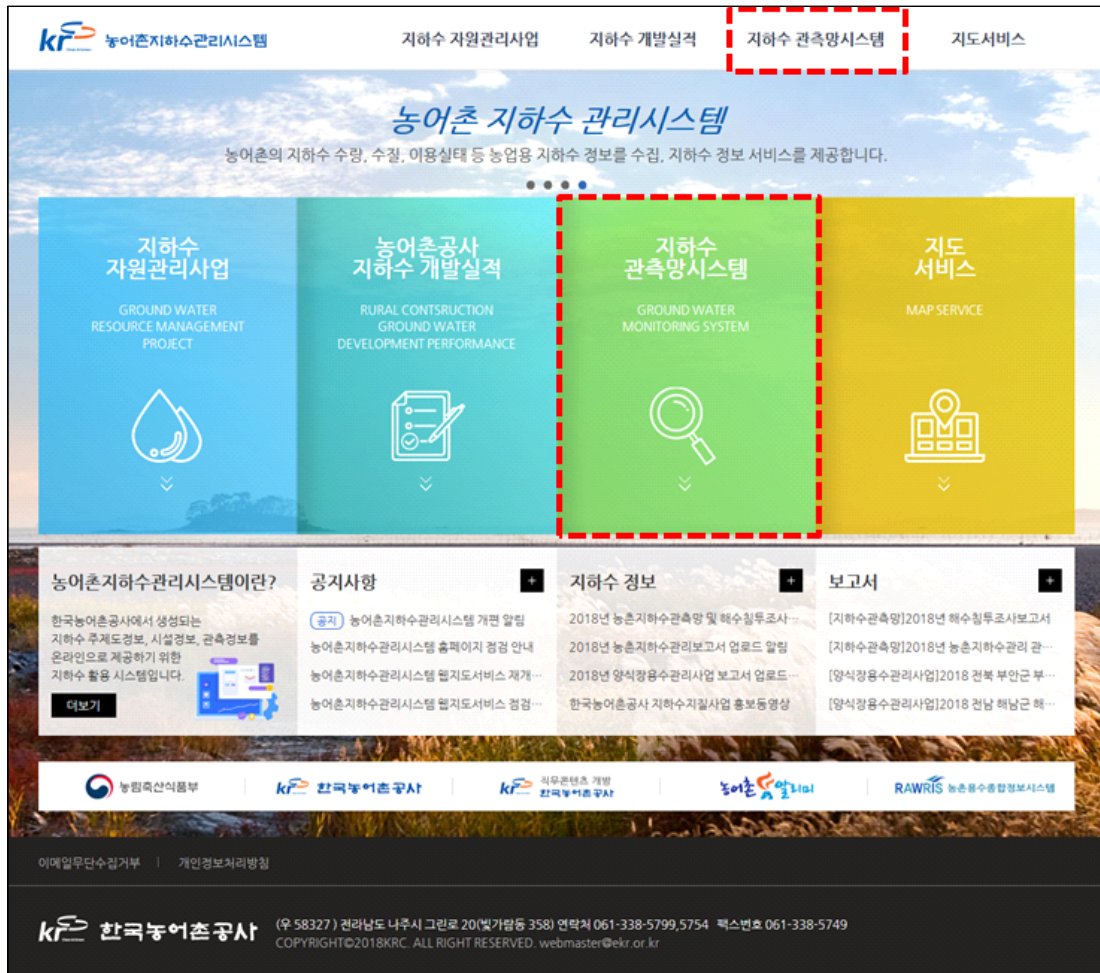 kr 농어촌지하수관리시스템
지하수 자원관리사업 지하수 개발실적 지하수 관측망시스템 지도서비스
농어촌 지하수 관리시스템
농어촌의 지하수 수량, 수질, 이용실태 등 농업용 지하수 정보를 수집, 지하수 정보 서비스를 제공합니다.
지하수
자원관리사업
GROUND WATER
RESOURCE MANAGEMENT
PROJECT
농어촌공사
지하수 개발실적
RURAL CONTSRUCTION
GROUND WATER
DEVELOPMENT PERFORMANCE
지하수
관측망시스템
GROUND WATER
MONITORING SYSTEM
지도
서비스
MAP SERVICE
농어촌지하수관리시스템이란?
한국농어촌공사에서 생성되는
지하수 주제도정보, 시설정보, 관측정보를
온라인으로 제공하기 위한
지하수 활용 시스템입니다.
더보기
공지사항 +
공지 농어촌지하수관리시스템 개편 알림
농어촌지하수관리시스템 홈페이지 점검 안내
농어촌지하수관리시스템 웹지도서비스 재개…
농어촌지하수관리시스템 웹지도서비스 점검…
지하수 정보 +
2018년 농촌지하수관측망 및 해수침투조사…
2018년 농촌지하수관리보고서 업로드 알림
2018년 양식장용수관리사업 보고서 업로드…
한국농어촌공사 지하수지질사업 홍보동영상
보고서 +
[지하수관측망]2018년 해수침투조사보고서
[지하수관측망]2018년 농촌지하수관리 관…
[양식장용수관리사업]2018 전북 부안군 부…
[양식장용수관리사업]2018 전남 해남군 해…
농림축산식품부
kr 한국농어촌공사
kr 직무콘텐츠 개발
한국농어촌공사
농어촌 알리미
RAWRIS 농촌용수종합정보시스템
이메일무단수집거부 | 개인정보처리방침
kr 한국농어촌공사
(우 58327 ) 전라남도 나주시 그린로 20(빛가람동 358) 연락처 061-338-5799,5754 팩스번호 061-338-5749
COPYRIGHT©2018KRC. ALL RIGHT RESERVED. webmaster@ekr.or.kr